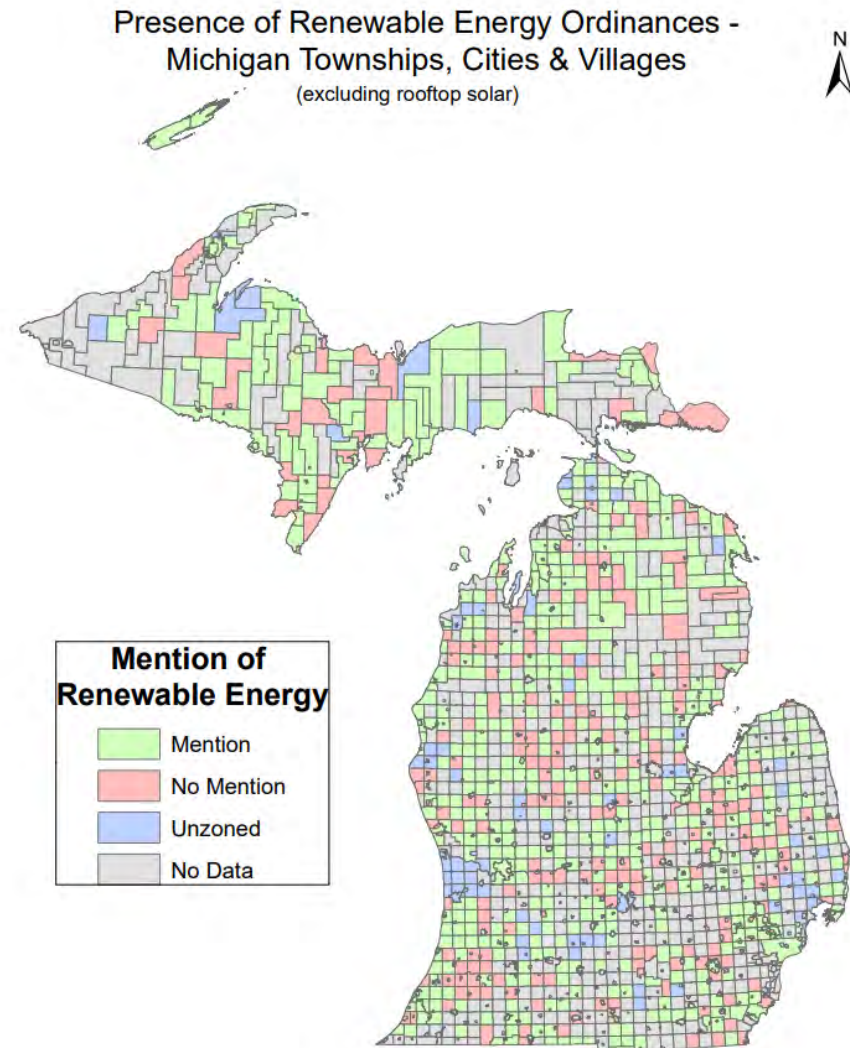 Presence of Renewable Energy Ordinances -
Michigan Townships, Cities & Villages
(excluding rooftop solar)
N
Mention of
Renewable Energy
Mention
No Mention
Unzoned
No Data